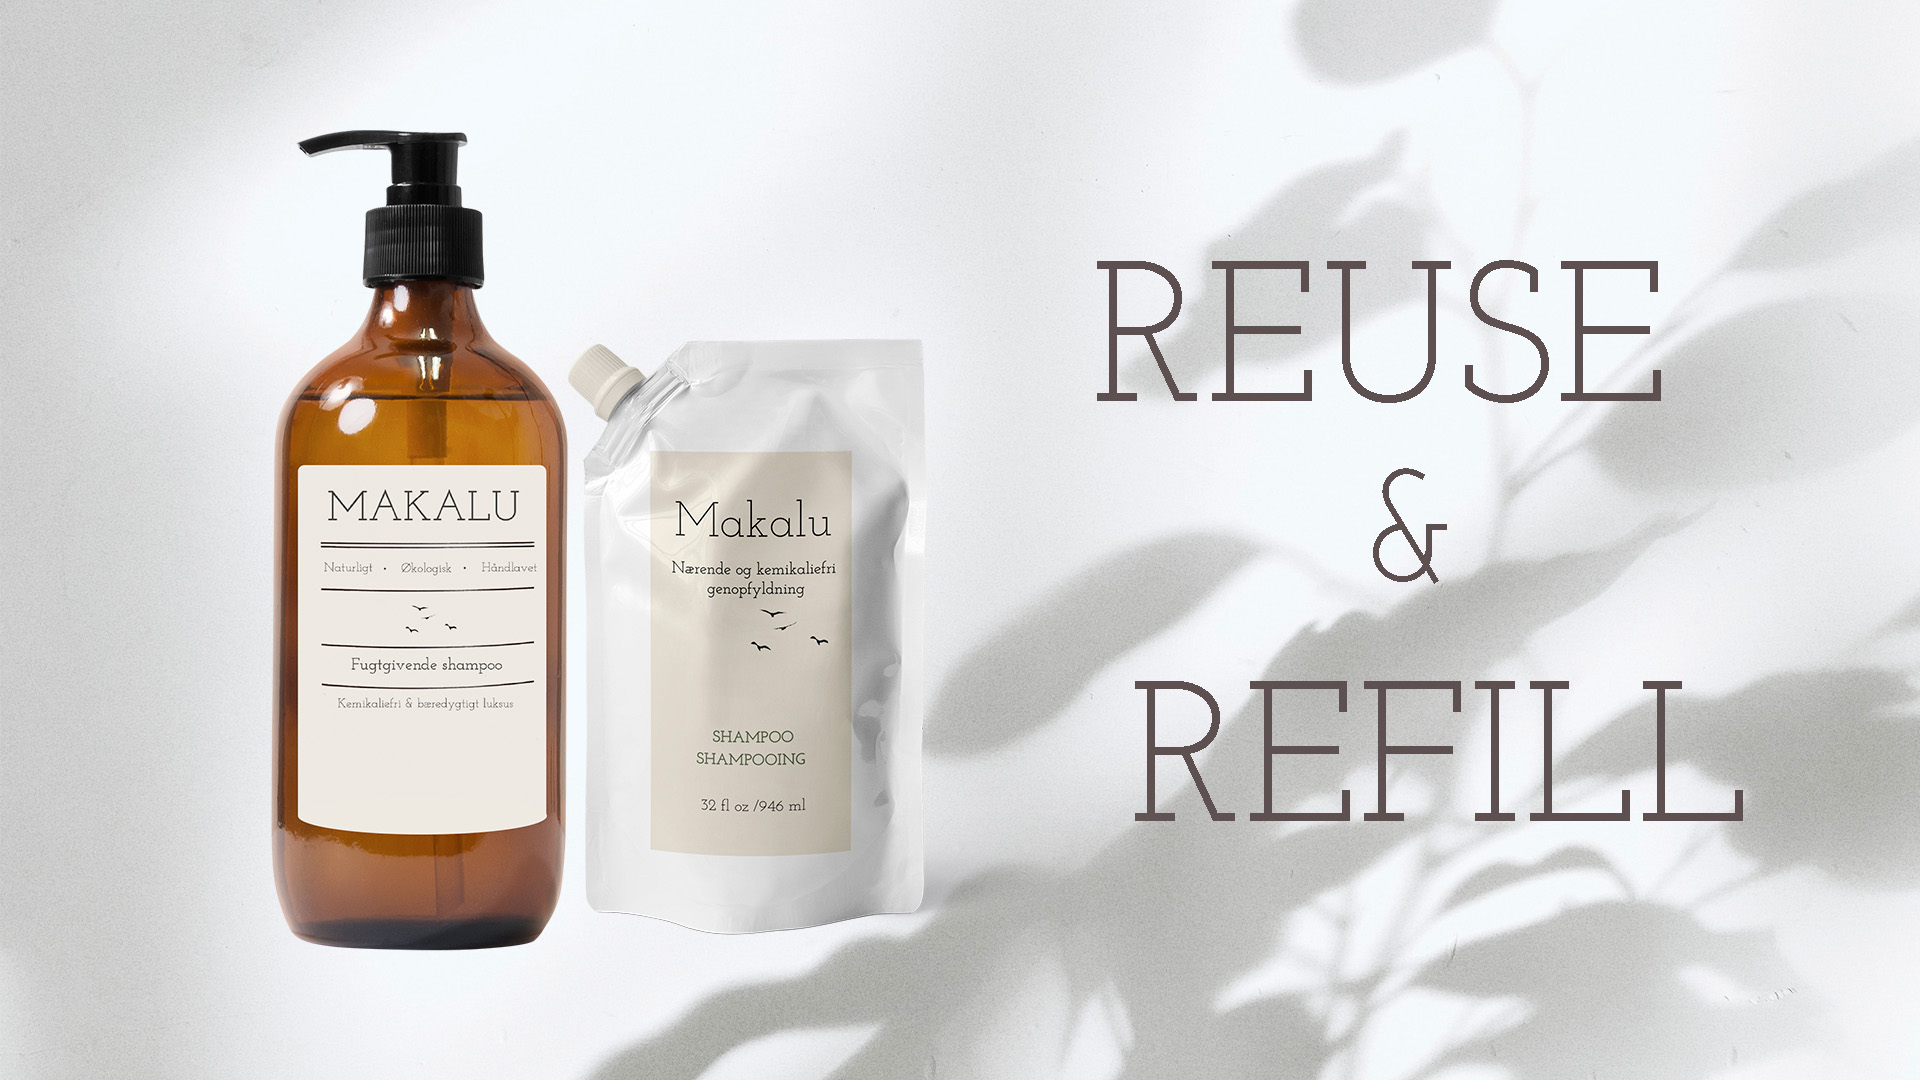 MAKALU
Naturligt • Økologisk • Håndlavet
Fugtgivende shampoo
Kemikaliefri & bæredygtigt luksus
Makalu
Nærende og kemikaliefri
genopfyldning
SHAMPOO
SHAMPOOING
32 fl oz /946 ml
REUSE
&
REFILL